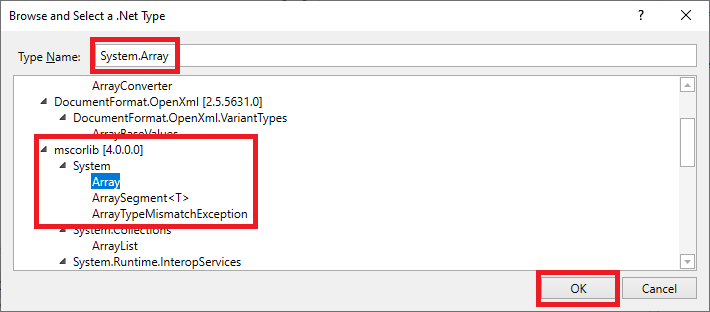 Browse and Select a .Net Type
?
Type Name: System.Array
ArrayConverter
DocumentFormat.OpenXml [2.5.5631.0]
DocumentFormat.OpenXml.VariantTypes
ArrayBaseValues
mscorlib [4.0.0.0]
System
Array
ArraySegment<T>
ArrayTypeMismatchException
System.Collections
ArrayList
System.Runtime.InteropServices
OK Cancel